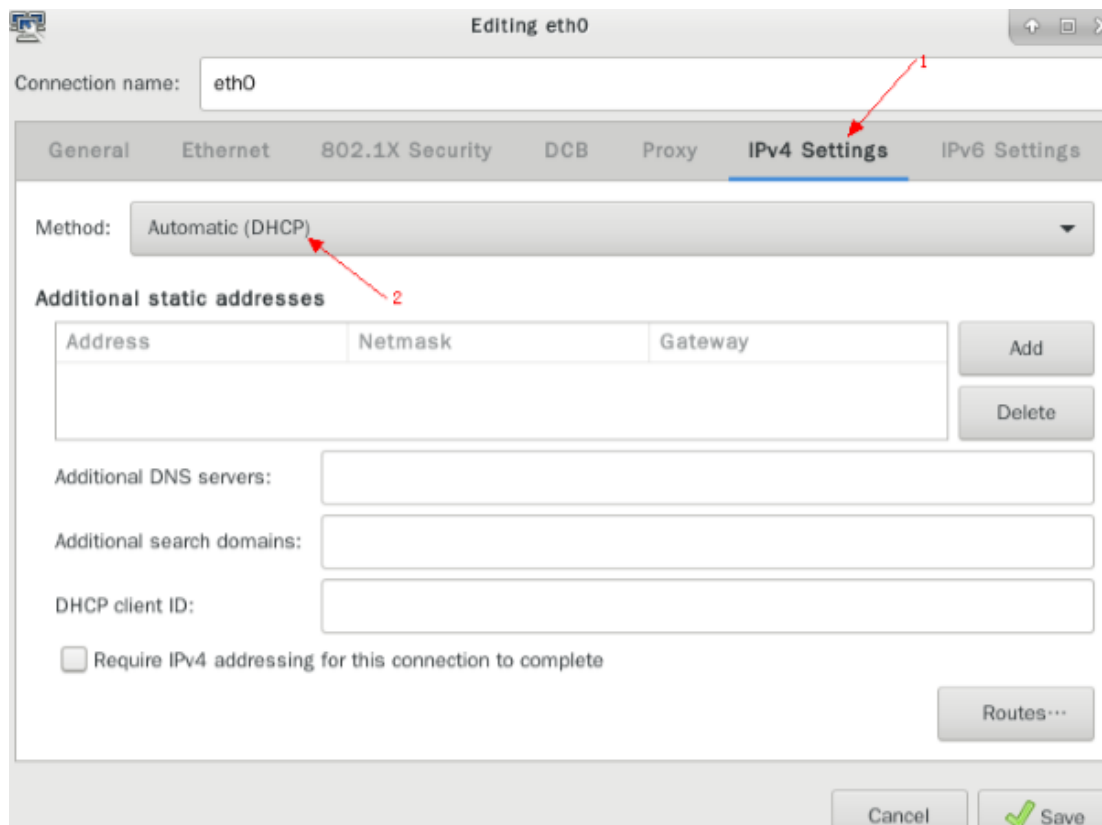 Editing eth0
1
Connection name: eth0
General Ethernet 802.1X Security DCB Proxy IPv4 Settings IPv6 Settings
Method: Automatic (DHCP)
2
Additional static addresses
Address Netmask Gateway
Add
Delete
Additional DNS servers:
Additional search domains:
DHCP client ID:
Require IPv4 addressing for this connection to complete
Routes…
Cancel Save